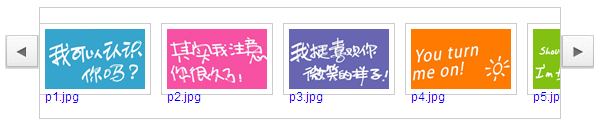 我可以认识
你吗？
p1.jpg
其实我注意
你很久了！
p2.jpg
我挺喜欢你
微笑的样子！
p3.jpg
You turn
me on!
p4.jpg
Shou
I'm f
p5.jpg